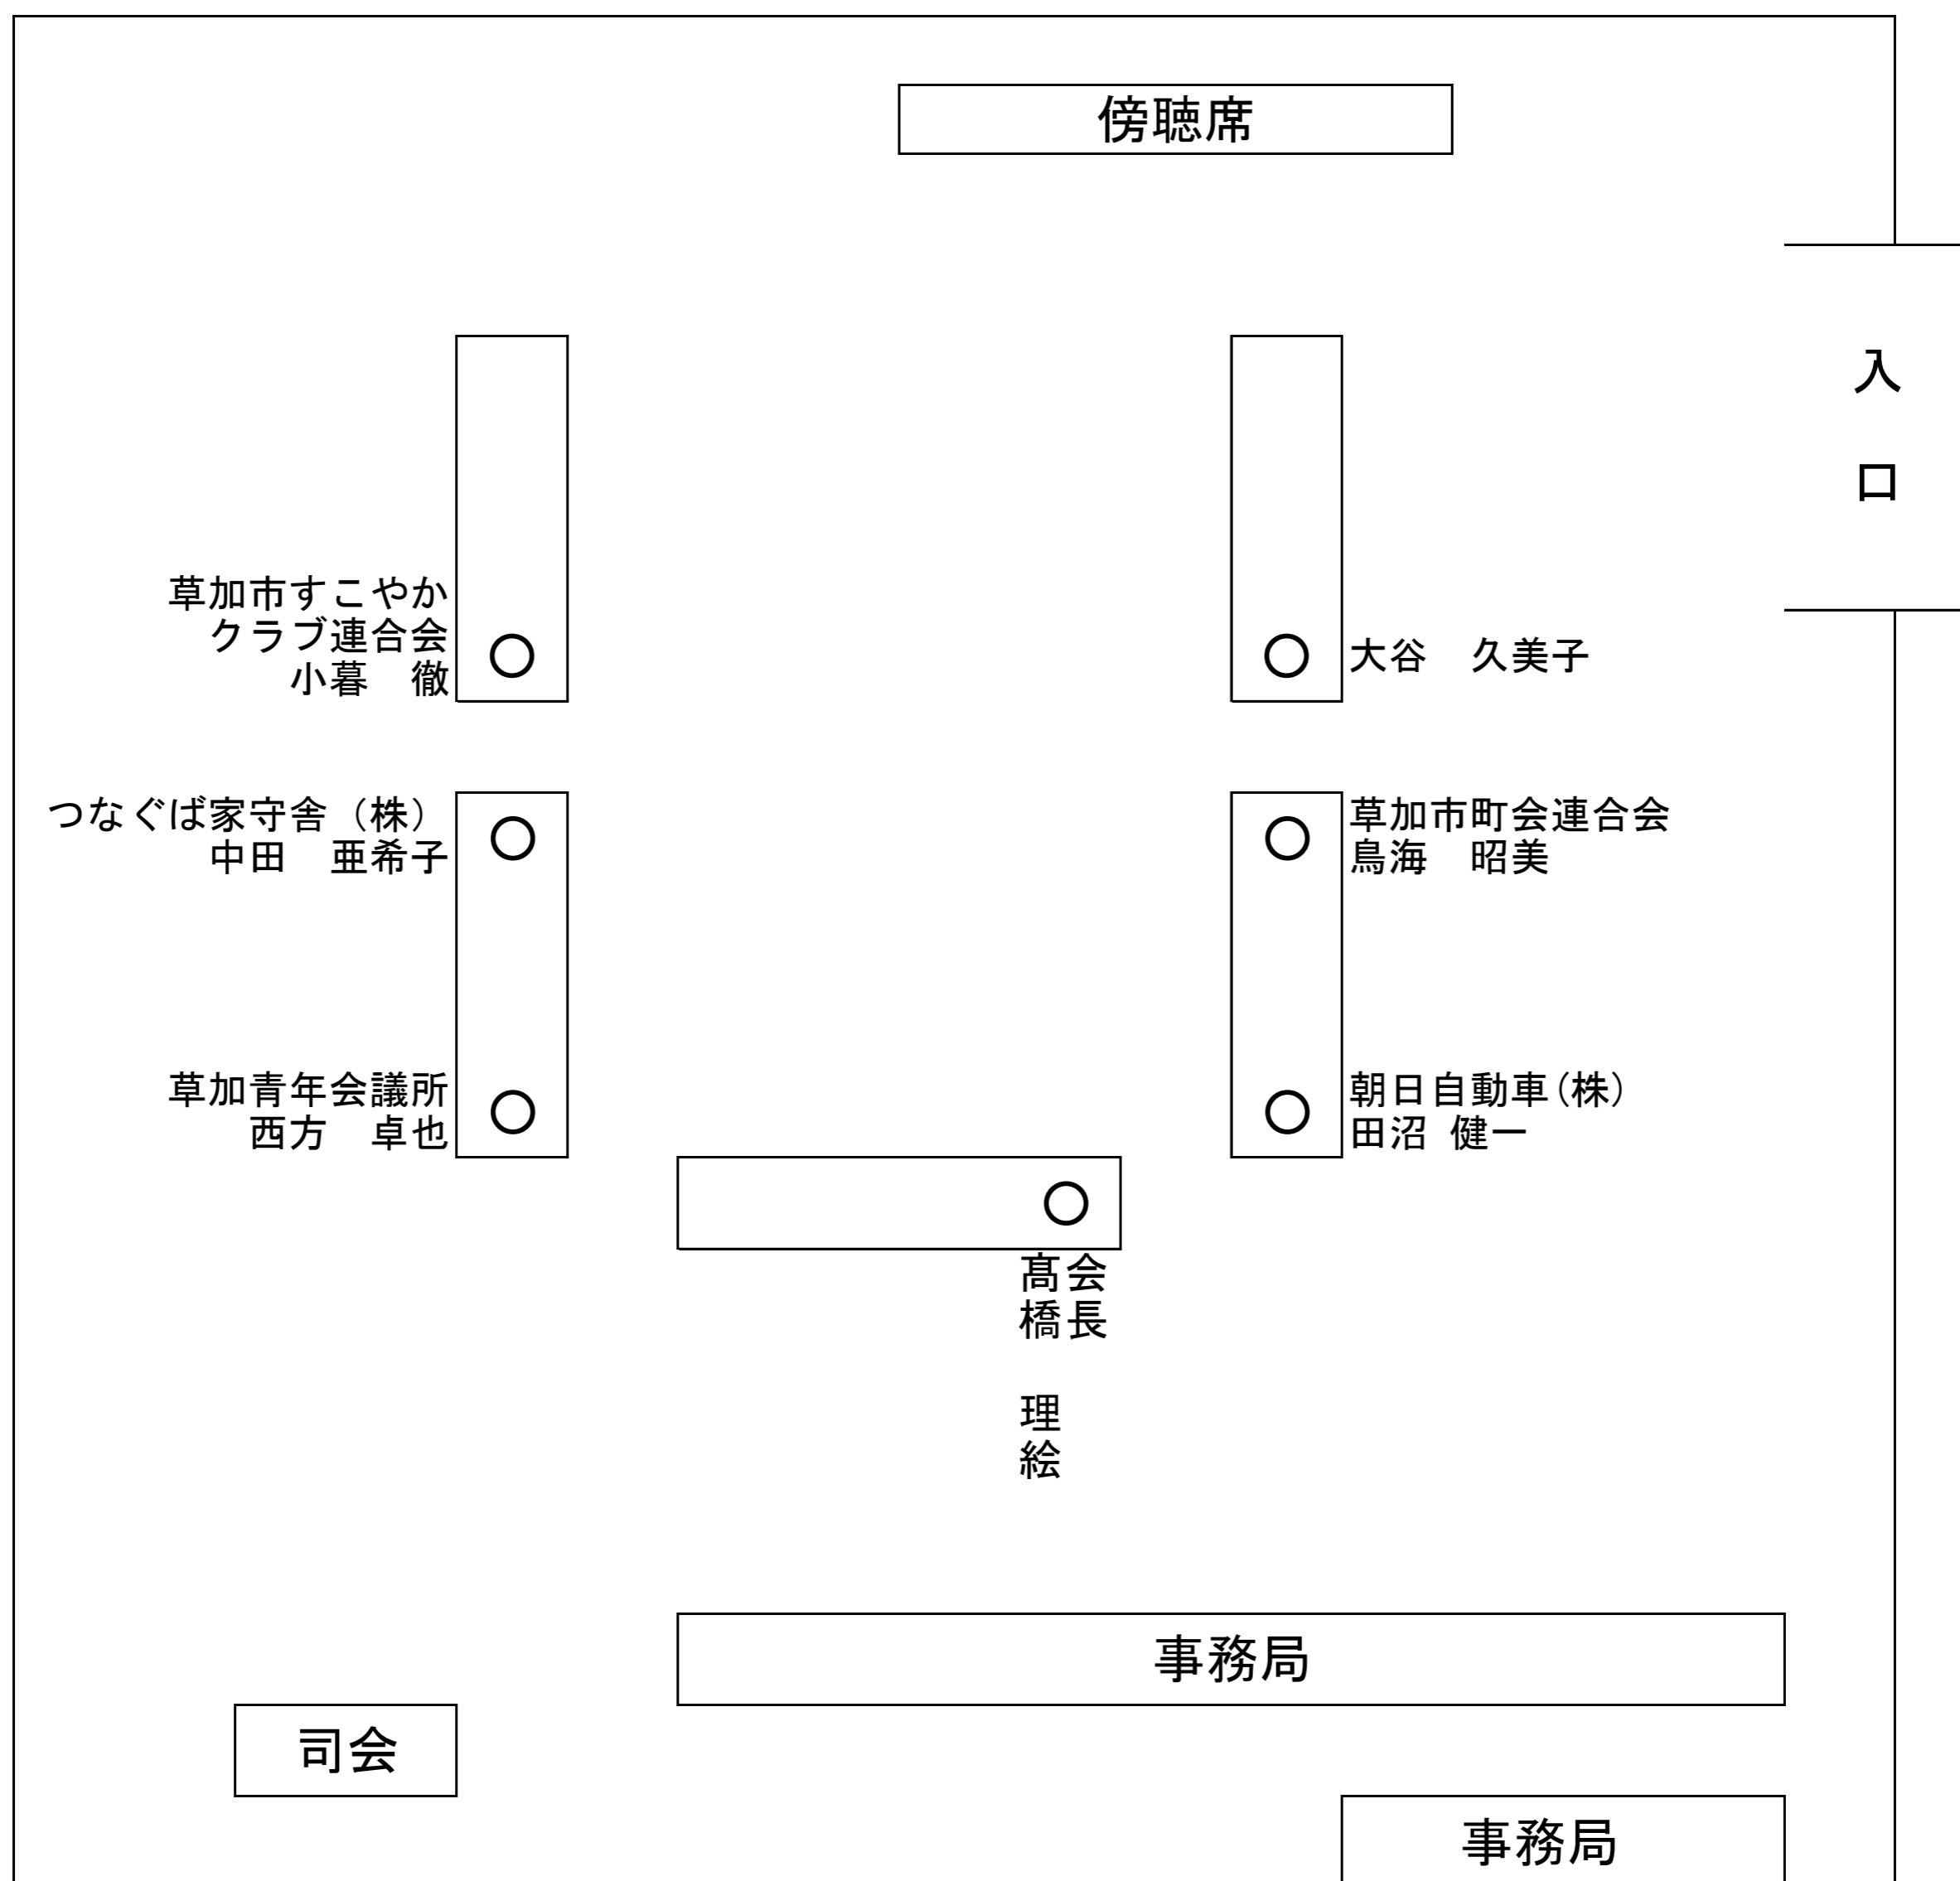 傍聴席
入
口
草加市すこやか
クラブ連合会
小暮　徹
大谷　久美子
つなぐば家守舎（株）
中田　亜希子
草加市町会連合会
鳥海　昭美
草加青年会議所
西方　卓也
朝日自動車（株）
田沼 健一
会長
髙橋　理絵
事務局
司会
事務局